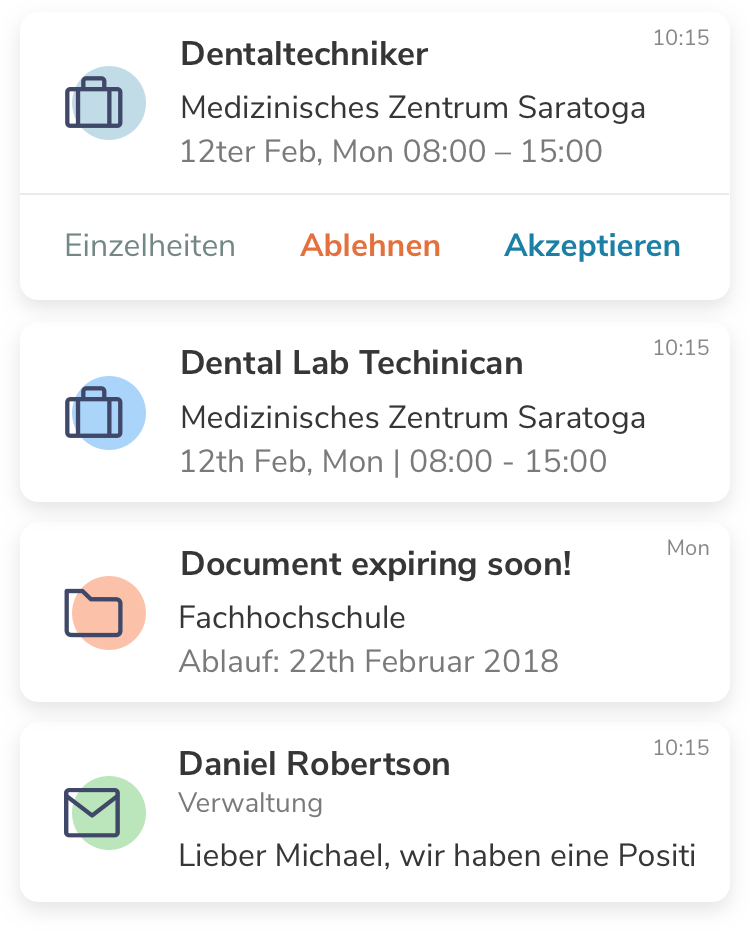 Dentaltechniker
10:15
Medizinisches Zentrum Saratoga
12ter Feb, Mon 08:00 – 15:00
Einzelheiten Ablehnen Akzeptieren
Dental Lab Techinican
10:15
Medizinisches Zentrum Saratoga
12th Feb, Mon | 08:00 - 15:00
Document expiring soon!
Mon
Fachhochschule
Ablauf: 22th Februar 2018
Daniel Robertson
10:15
Verwaltung
Lieber Michael, wir haben eine Positi